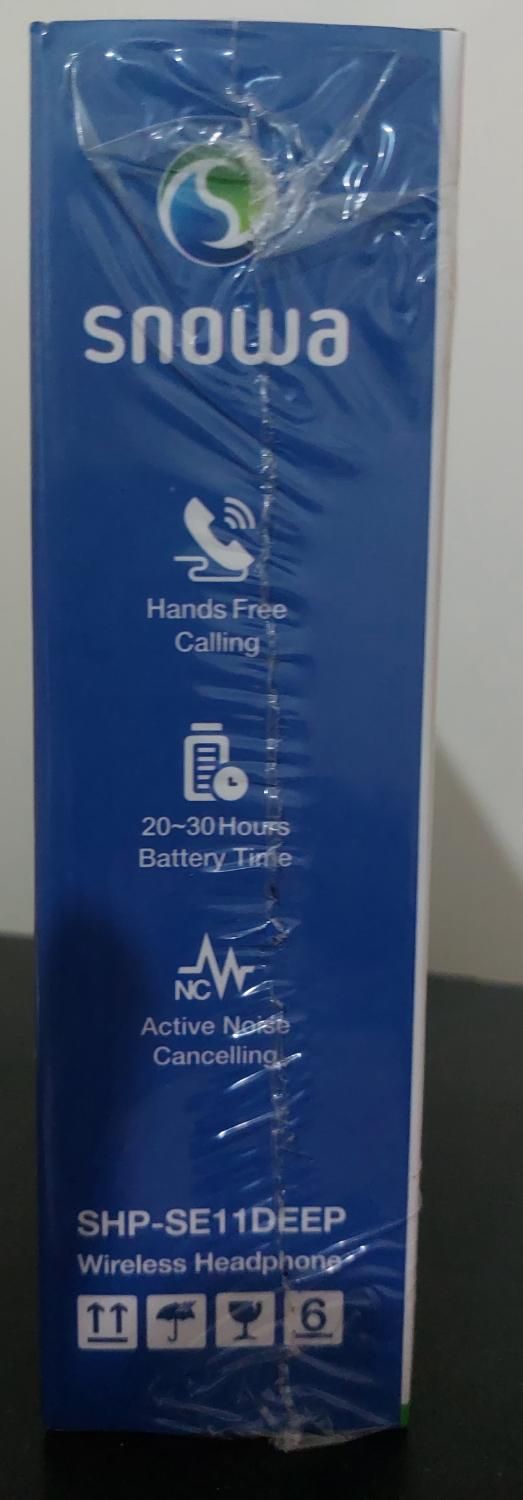 snowa
Hands Free
Calling
20~30 Hours
Battery Time
NC
Active Noise
Cancelling
SHP-SE11DEEP
Wireless Headphone
6